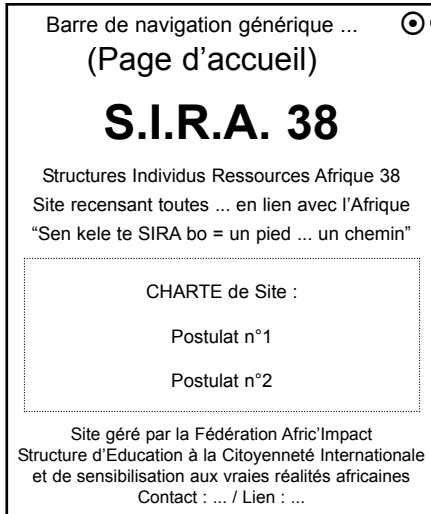 Barre de navigation générique ...
(Page d’accueil)
S.I.R.A. 38
Structures Individus Ressources Afrique 38
Site recensant toutes ... en lien avec l’Afrique
“Sen kele te SIRA bo = un pied ... un chemin”
CHARTE de Site :
Postulat n°1
Postulat n°2
Site géré par la Fédération Afric’Impact
Structure d’Education à la Citoyenneté Internationale
et de sensibilisation aux vraies réalités africaines
Contact : ... / Lien : ...